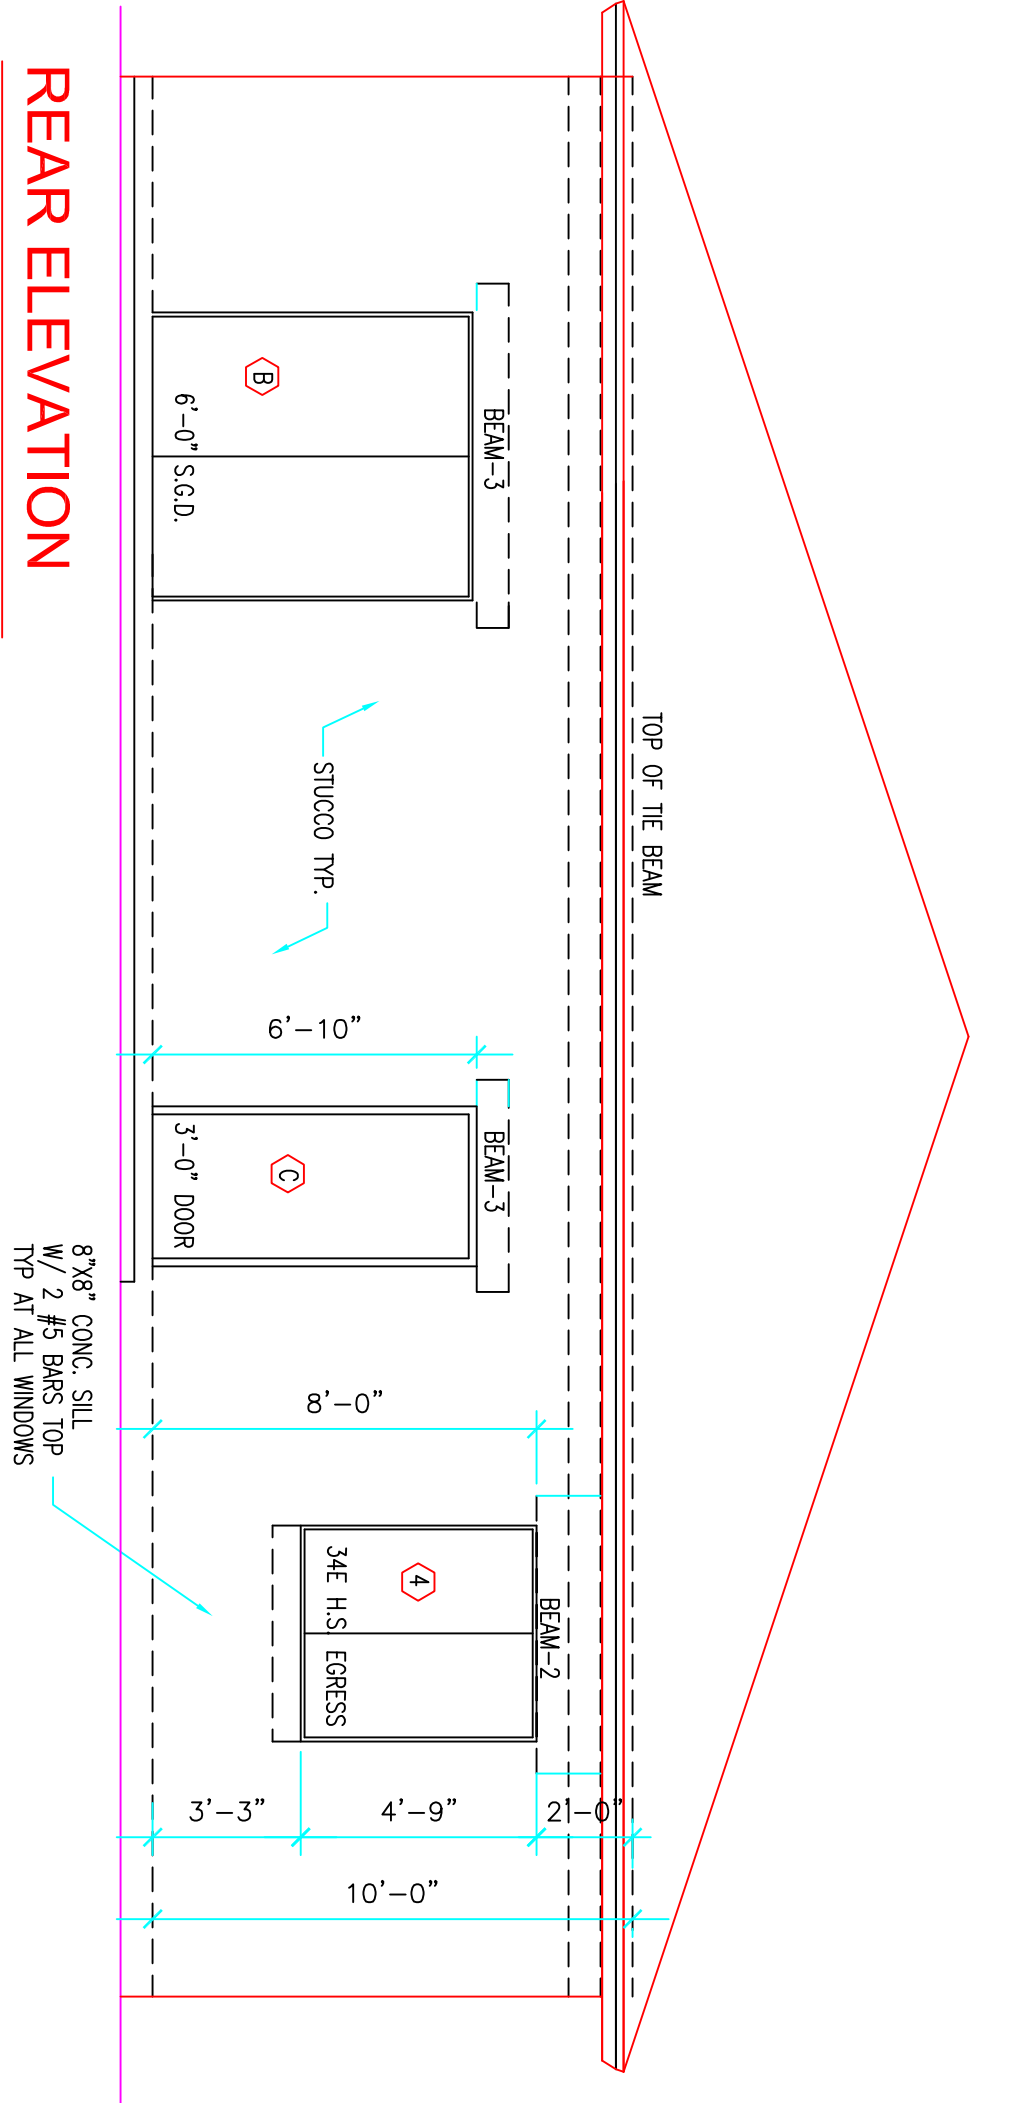 TOP OF TIE BEAM
BEAM-3
B
6'-0" S.G.D.
STUCCO TYP.
6'-10"
BEAM-3
C
3'-0" DOOR
8'-0"
BEAM-2
4
34E H.S. EGRESS
2'-0"
4'-9"
3'-3"
10'-0"
8"X8" CONC. SILL
W/ 2 #5 BARS TOP
TYP AT ALL WINDOWS
REAR ELEVATION